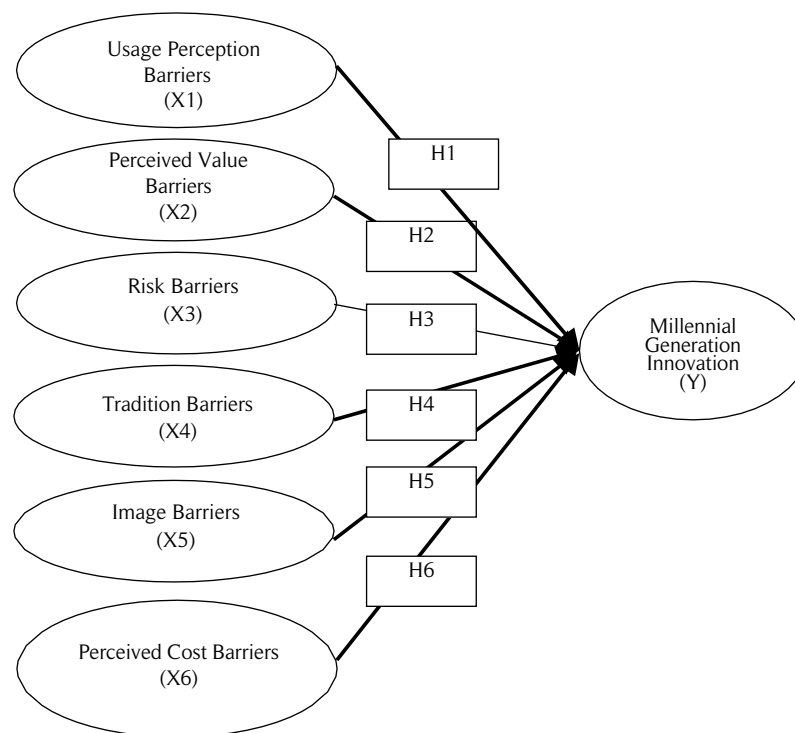 Usage Perception
Barriers
(X1)
H1
Perceived Value
Barriers
(X2)
H2
Risk Barriers
(X3)
H3
Millennial
Generation
Innovation
(Y)
Tradition Barriers
(X4)
H4
Image Barriers
(X5)
H5
H6
Perceived Cost Barriers
(X6)